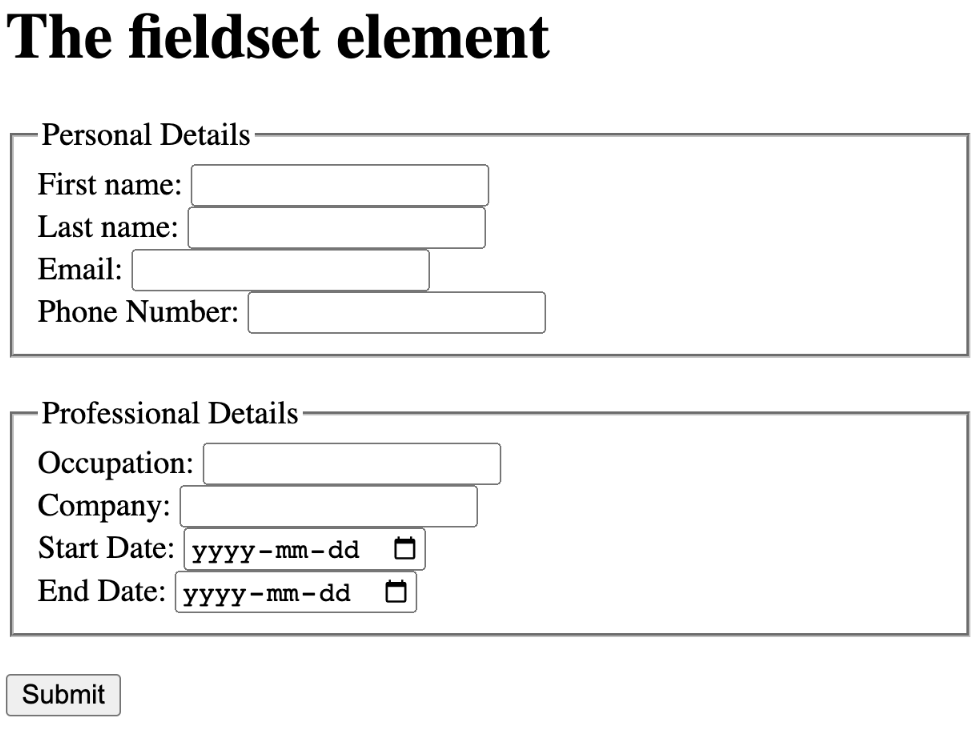 The fieldset element
Personal Details
First name:
Last name:
Email:
Phone Number:
Professional Details
Occupation:
Company:
Start Date: yyyy-mm-dd
End Date: yyyy-mm-dd
Submit